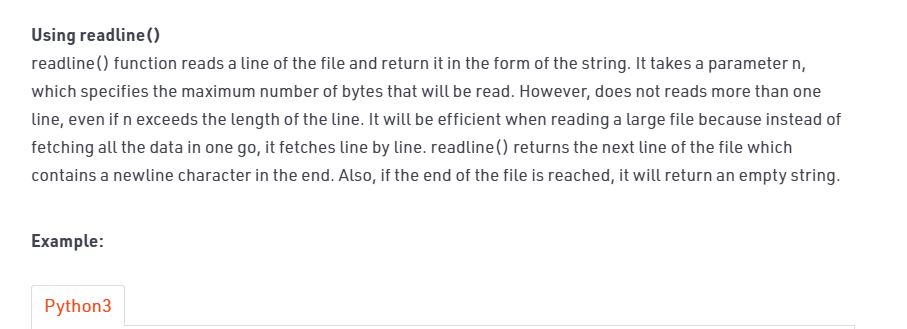 Using readline()
readline() function reads a line of the file and return it in the form of the string. It takes a parameter n,
which specifies the maximum number of bytes that will be read. However, does not reads more than one
line, even if n exceeds the length of the line. It will be efficient when reading a large file because instead of
fetching all the data in one go, it fetches line by line. readline() returns the next line of the file which
contains a newline character in the end. Also, if the end of the file is reached, it will return an empty string.
Example:
Python3